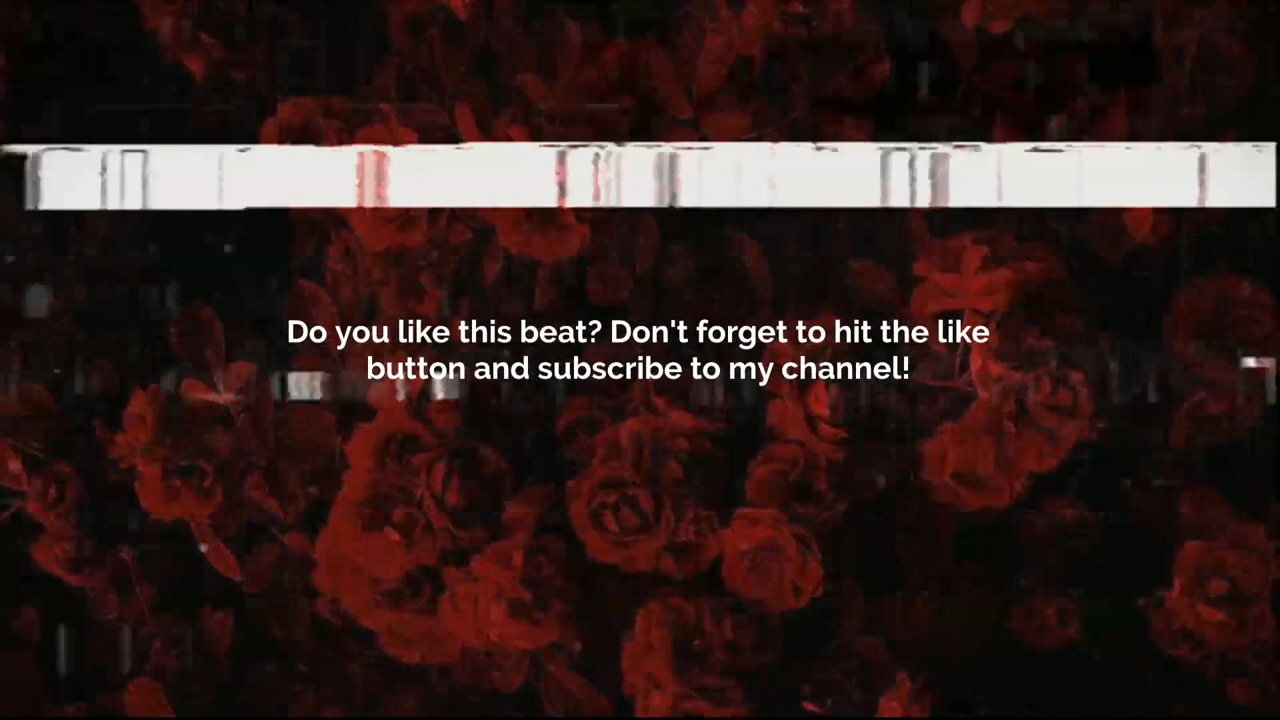 Do you like this beat? Don't forget to hit the like
button and subscribe to my channel!